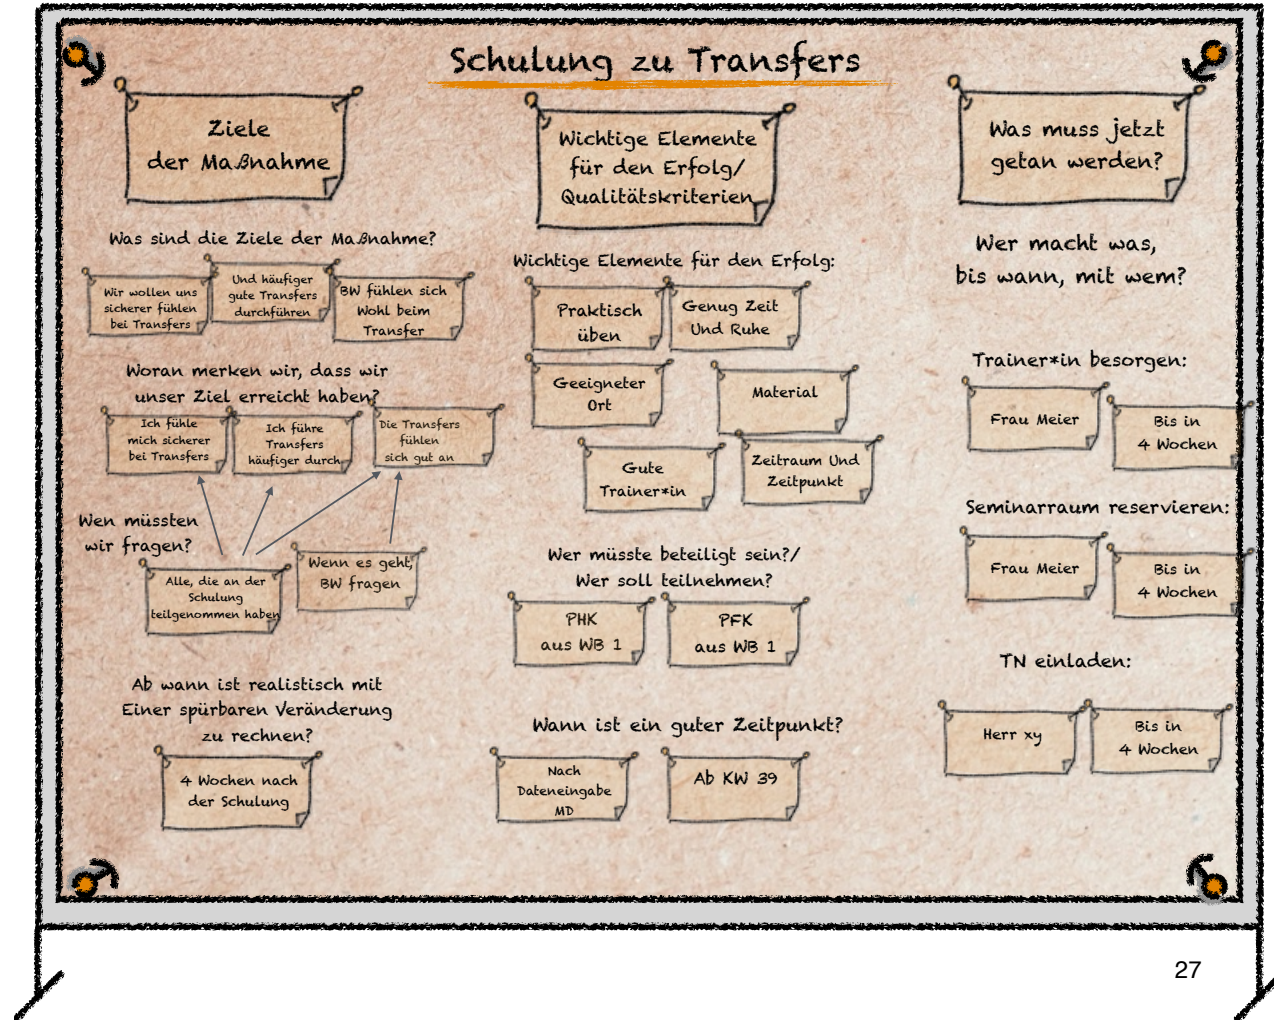 Schulung zu Transfers
Ziele
der Maßnahme
Was sind die Ziele der Maßnahme?
Wir wollen uns
sicherer fühlen
bei Transfers
Und häufiger
gute Transfers
durchführen
BW fühlen sich
Wohl beim
Transfer
Woran merken wir, dass wir
unser Ziel erreicht haben?
Ich fühle
mich sicherer
bei Transfers
Ich führe
Transfers
häufiger durch
Die Transfers
fühlen
sich gut an
Wen müssten
wir fragen?
Alle, die an der
Schulung
teilgenommen haben
Wenn es geht,
BW fragen
Ab wann ist realistisch mit
Einer spürbaren Veränderung
zu rechnen?
4 Wochen nach
der Schulung
Wichtige Elemente
für den Erfolg/
Qualitätskriterien
Wichtige Elemente für den Erfolg:
Praktisch
üben
Genug Zeit
Und Ruhe
Geeigneter
Ort
Material
Gute
Trainer*in
Zeitraum Und
Zeitpunkt
Wer müsste beteiligt sein?/
Wer soll teilnehmen?
PHK
aus WB 1
PFK
aus WB 1
Wann ist ein guter Zeitpunkt?
Nach
Dateneingabe
MD
Ab KW 39
Was muss jetzt
getan werden?
Wer macht was,
bis wann, mit wem?
Trainer*in besorgen:
Frau Meier
Bis in
4 Wochen
Seminarraum reservieren:
Frau Meier
Bis in
4 Wochen
TN einladen:
Herr xy
Bis in
4 Wochen
27